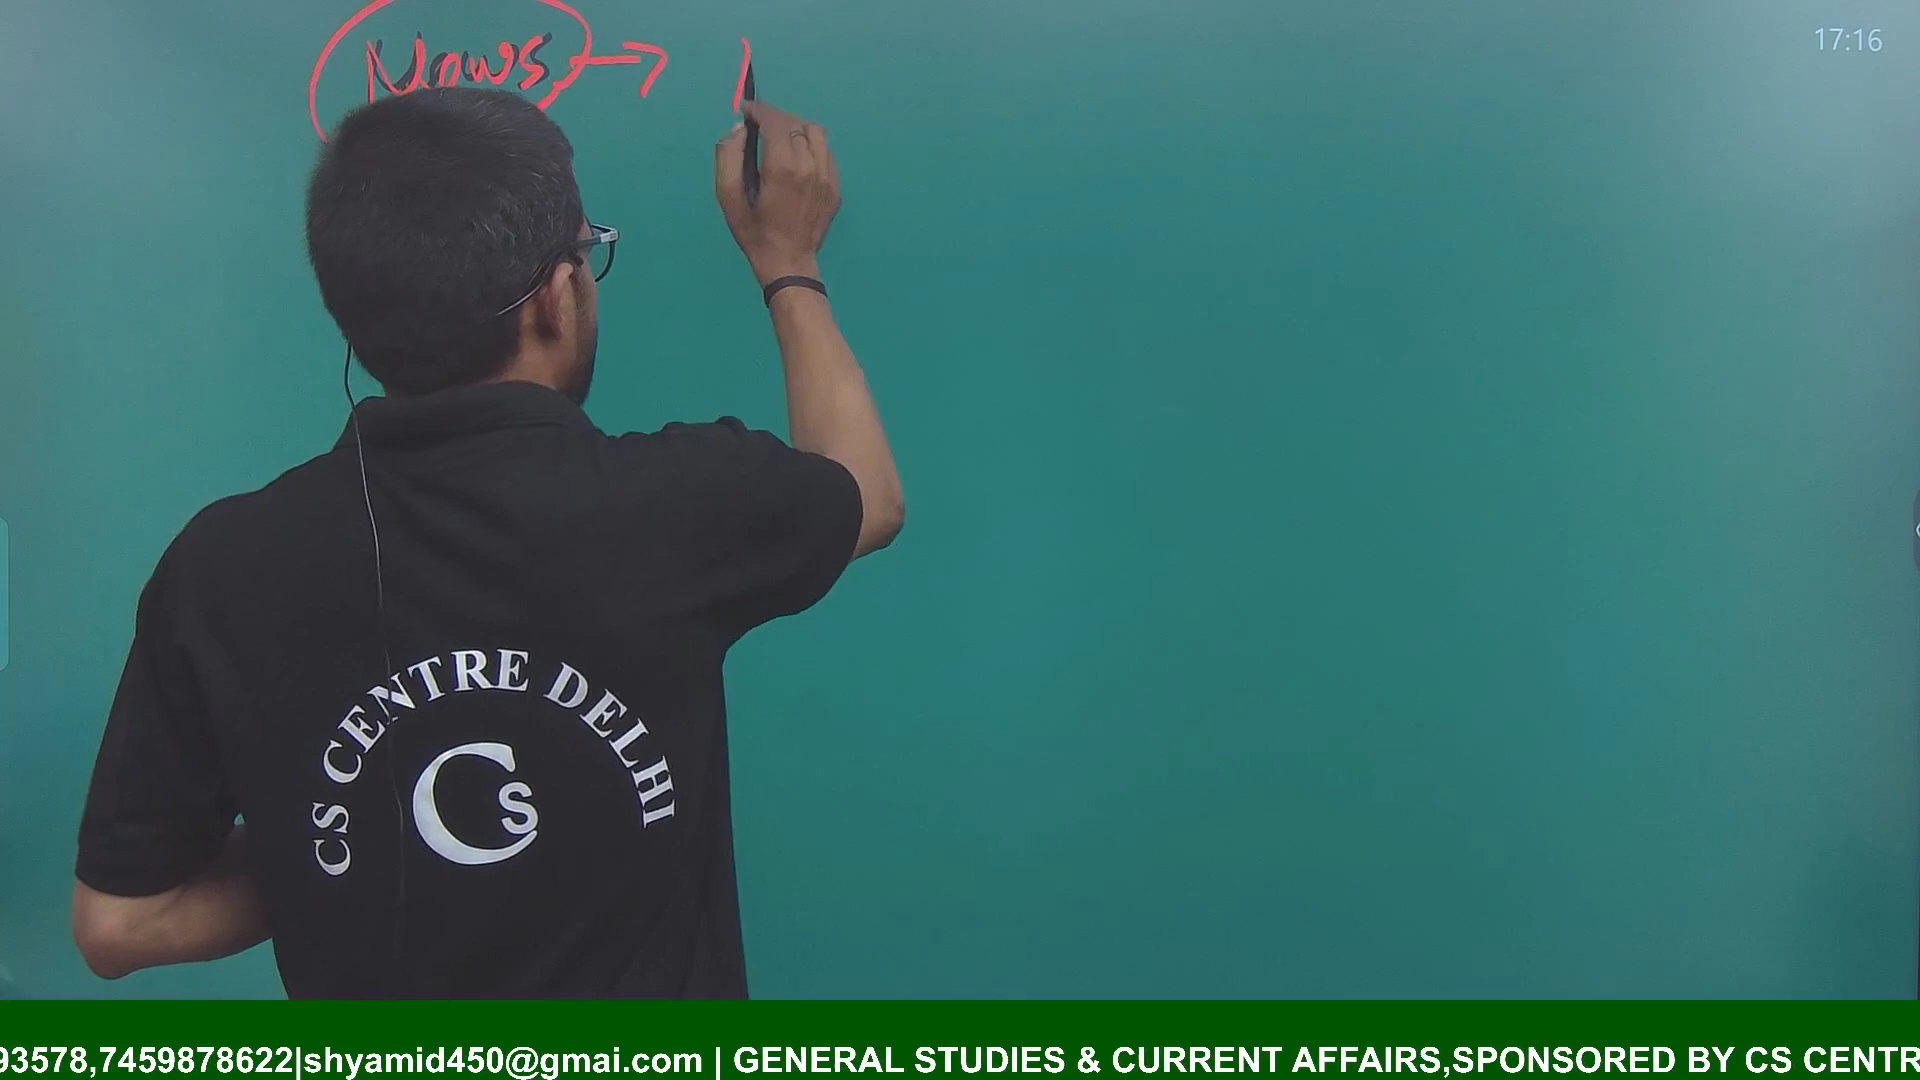 News →
17:16
CS CENTRE DELHI
Cs
93578,7459878622|shyamid450@gmai.com | GENERAL STUDIES & CURRENT AFFAIRS,SPONSORED BY CS CENTR